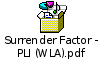 Surrender Factor -
PLI (WLA).pdf